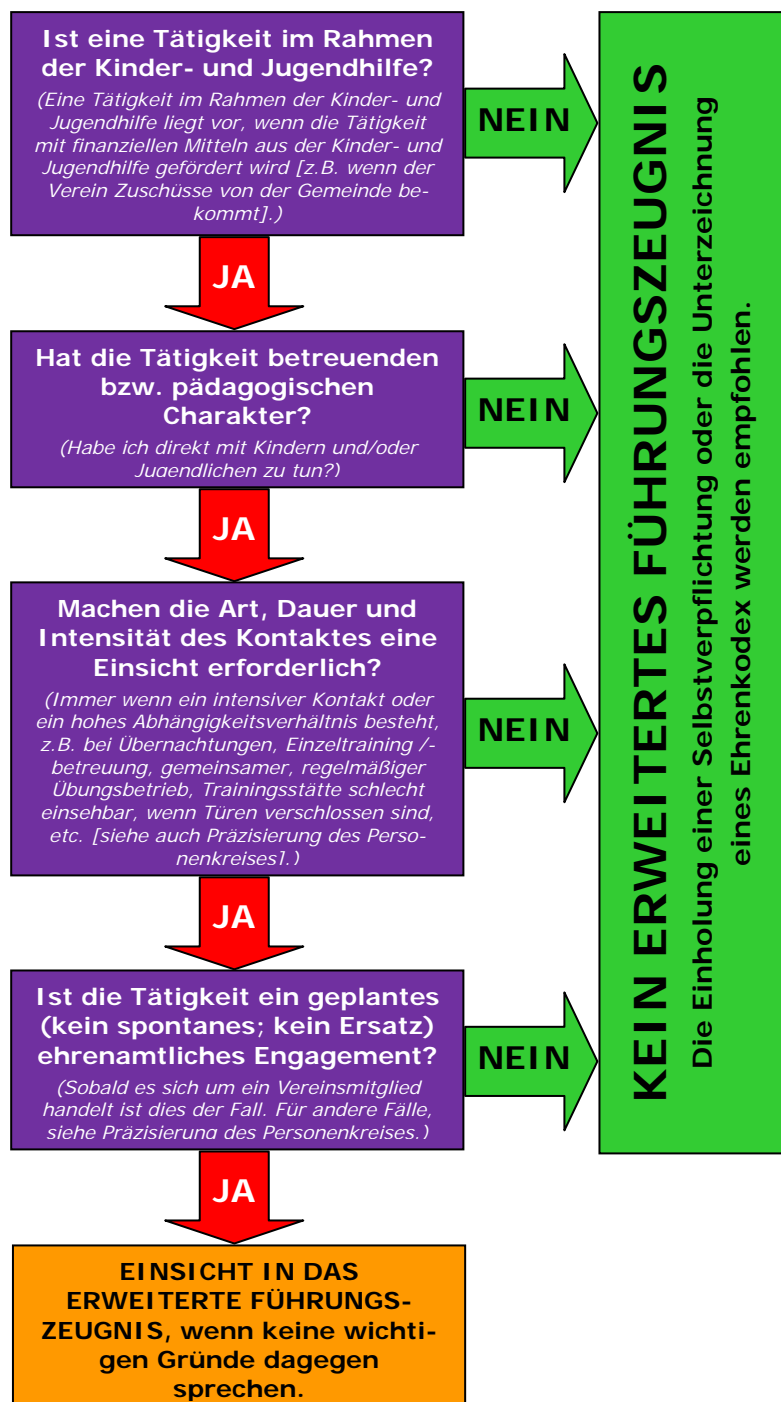 Ist eine Tätigkeit im Rahmen
der Kinder- und Jugendhilfe?
(Eine Tätigkeit im Rahmen der Kinder- und
Jugendhilfe liegt vor, wenn die Tätigkeit
mit finanziellen Mitteln aus der Kinder- und
Jugendhilfe gefördert wird [z.B. wenn der
Verein Zuschüsse von der Gemeinde be-
kommt].)
NEIN
JA
Hat die Tätigkeit betreuenden
bzw. pädagogischen
Charakter?
(Habe ich direkt mit Kindern und/oder
Jugendlichen zu tun?)
NEIN
JA
Machen die Art, Dauer und
Intensität des Kontaktes eine
Einsicht erforderlich?
(Immer wenn ein intensiver Kontakt oder
ein hohes Abhängigkeitsverhältnis besteht,
z.B. bei Übernachtungen, Einzeltraining /-
betreuung, gemeinsamer, regelmäßiger
Übungsbetrieb, Trainingsstätte schlecht
einsehbar, wenn Türen verschlossen sind,
etc. [siehe auch Präzisierung des Perso-
nenkreises].)
NEIN
JA
Ist die Tätigkeit ein geplantes
(kein spontanes; kein Ersatz)
ehrenamtliches Engagement?
(Sobald es sich um ein Vereinsmitglied
handelt ist dies der Fall. Für andere Fälle,
siehe Präzisierung des Personenkreises.)
NEIN
JA
EINSICHT IN DAS
ERWEITERTE FÜHRUNGS-
ZEUGNIS, wenn keine wichti-
gen Gründe dagegen
sprechen.
KEIN ERWEITERTES FÜHRUNGSZEUGNIS
Die Einholung einer Selbstverpflichtung oder die Unterzeichnung
eines Ehrenkodex werden empfohlen.